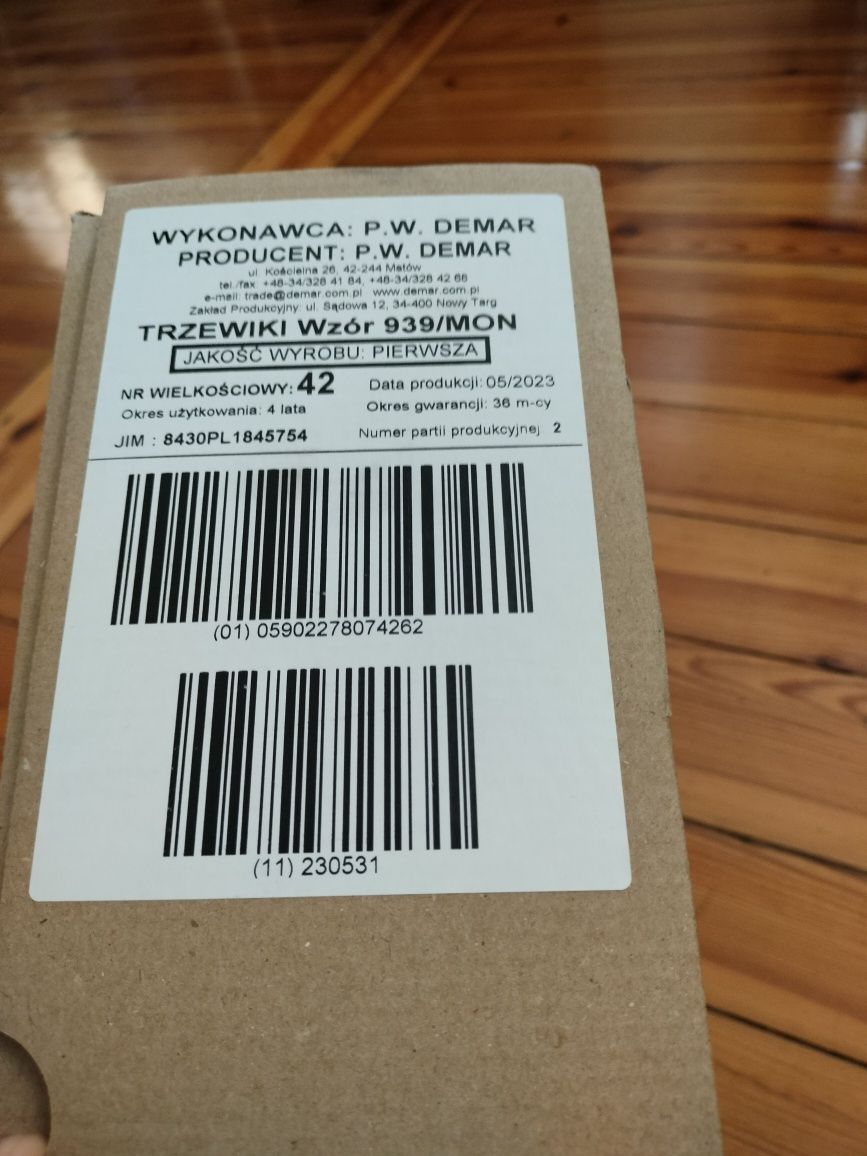 WYKONAWCA: P.W. DEMAR
PRODUCENT: P.W. DEMAR
ul. Kościelna 26, 42-244 Mstów
tel./fax. +48-34/328 41 84, +48-34/328 42 68
e-mail: trade@demar.com.pl www.demar.com.pl
Zakład Produkcyjny: ul. Sądowa 12, 34-400 Nowy Targ
TRZEWIKI Wzór 939/MON
JAKOŚĆ WYROBU: PIERWSZA
NR WIELKOŚCIOWY: 42 Data produkcji: 05/2023
Okres użytkowania: 4 lata Okres gwarancji: 36 m-cy
JIM : 8430PL1845754 Numer partii produkcyjnej 2
(01) 05902278074262
(11) 230531